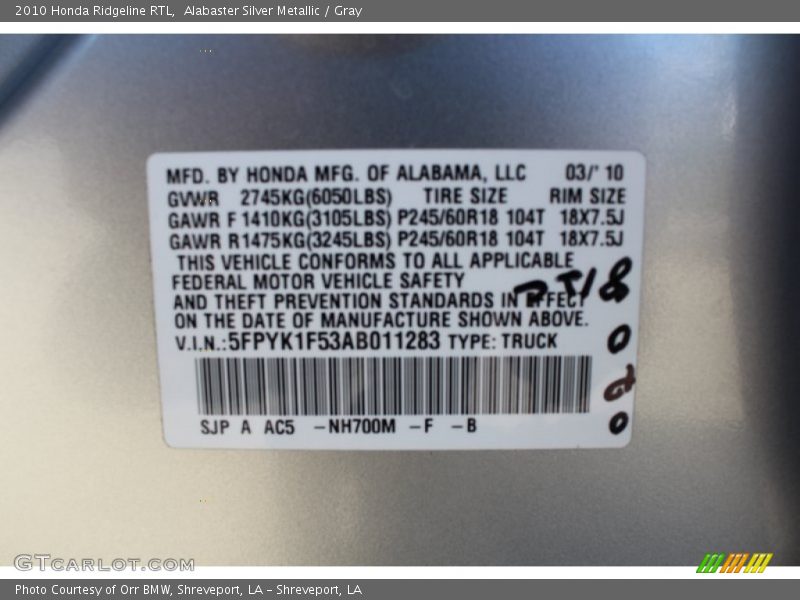 2010 Honda Ridgeline RTL,  Alabaster Silver Metallic / Gray
MFD. BY HONDA MFG. OF ALABAMA, LLC 03/' 10
GVWR 2745KG(6050LBS) TIRE SIZE RIM SIZE
GAWR F 1410KG(3105LBS) P245/60R18 104T 18X7.5J
GAWR R1475KG(3245LBS) P245/60R18 104T 18X7.5J
THIS VEHICLE CONFORMS TO ALL APPLICABLE
FEDERAL MOTOR VEHICLE SAFETY
AND THEFT PREVENTION STANDARDS IN EFFECT
ON THE DATE OF MANUFACTURE SHOWN ABOVE.
V.I.N.:5FPYK1F53AB011283 TYPE: TRUCK
SJP A AC5 -NH700M -F -B
GTCARLOT.COM
Photo Courtesy of Orr BMW, Shreveport, LA - Shreveport, LA